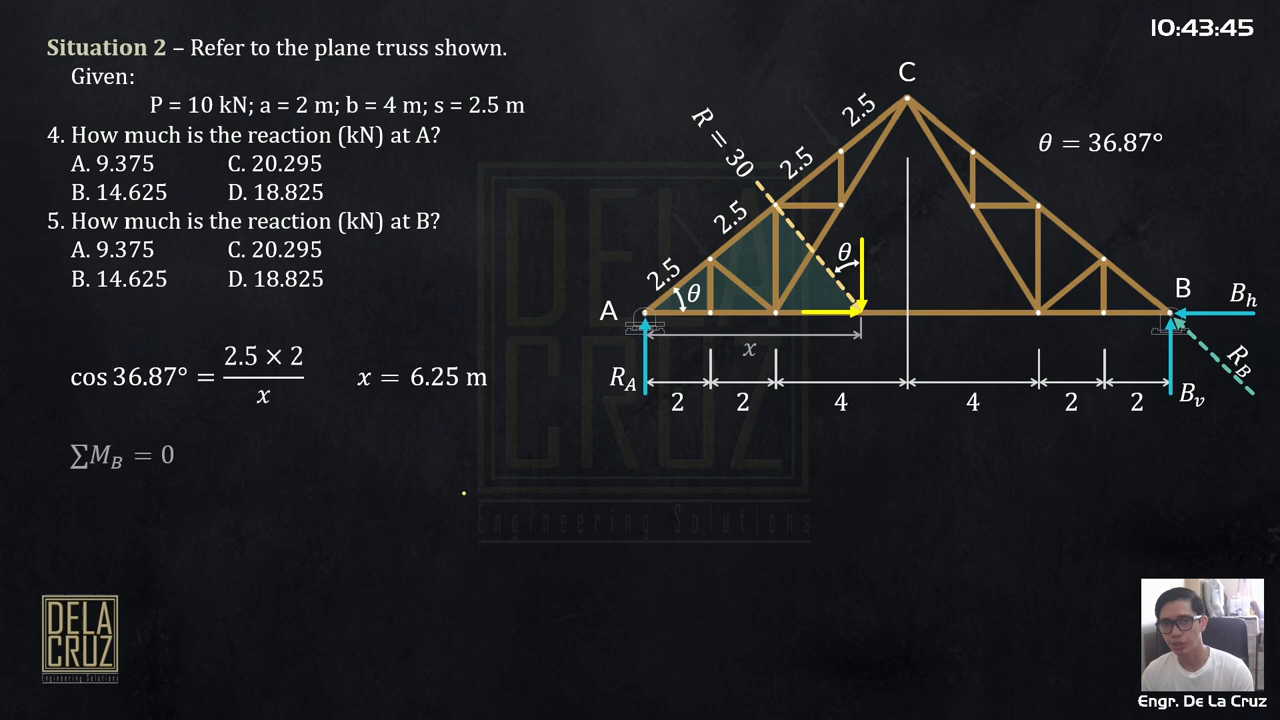 10:43:45
Situation 2 – Refer to the plane truss shown.
Given:
P = 10 kN; a = 2 m; b = 4 m; s = 2.5 m
4. How much is the reaction (kN) at A?
A. 9.375 C. 20.295
B. 14.625 D. 18.825
5. How much is the reaction (kN) at B?
A. 9.375 C. 20.295
B. 14.625 D. 18.825
cos 36.87° = (2.5 × 2)/x x = 6.25 m
∑M_B = 0
C
θ = 36.87°
R = 30
2.5
2.5
2.5
2.5
θ
θ
A
B
B_h
x
R_A
R_B
B_v
2 2 4 4 2 2
DELA
CRUZ
Engineering Solutions
DELA
CRUZ
Engineering Solutions
Engr. De La Cruz